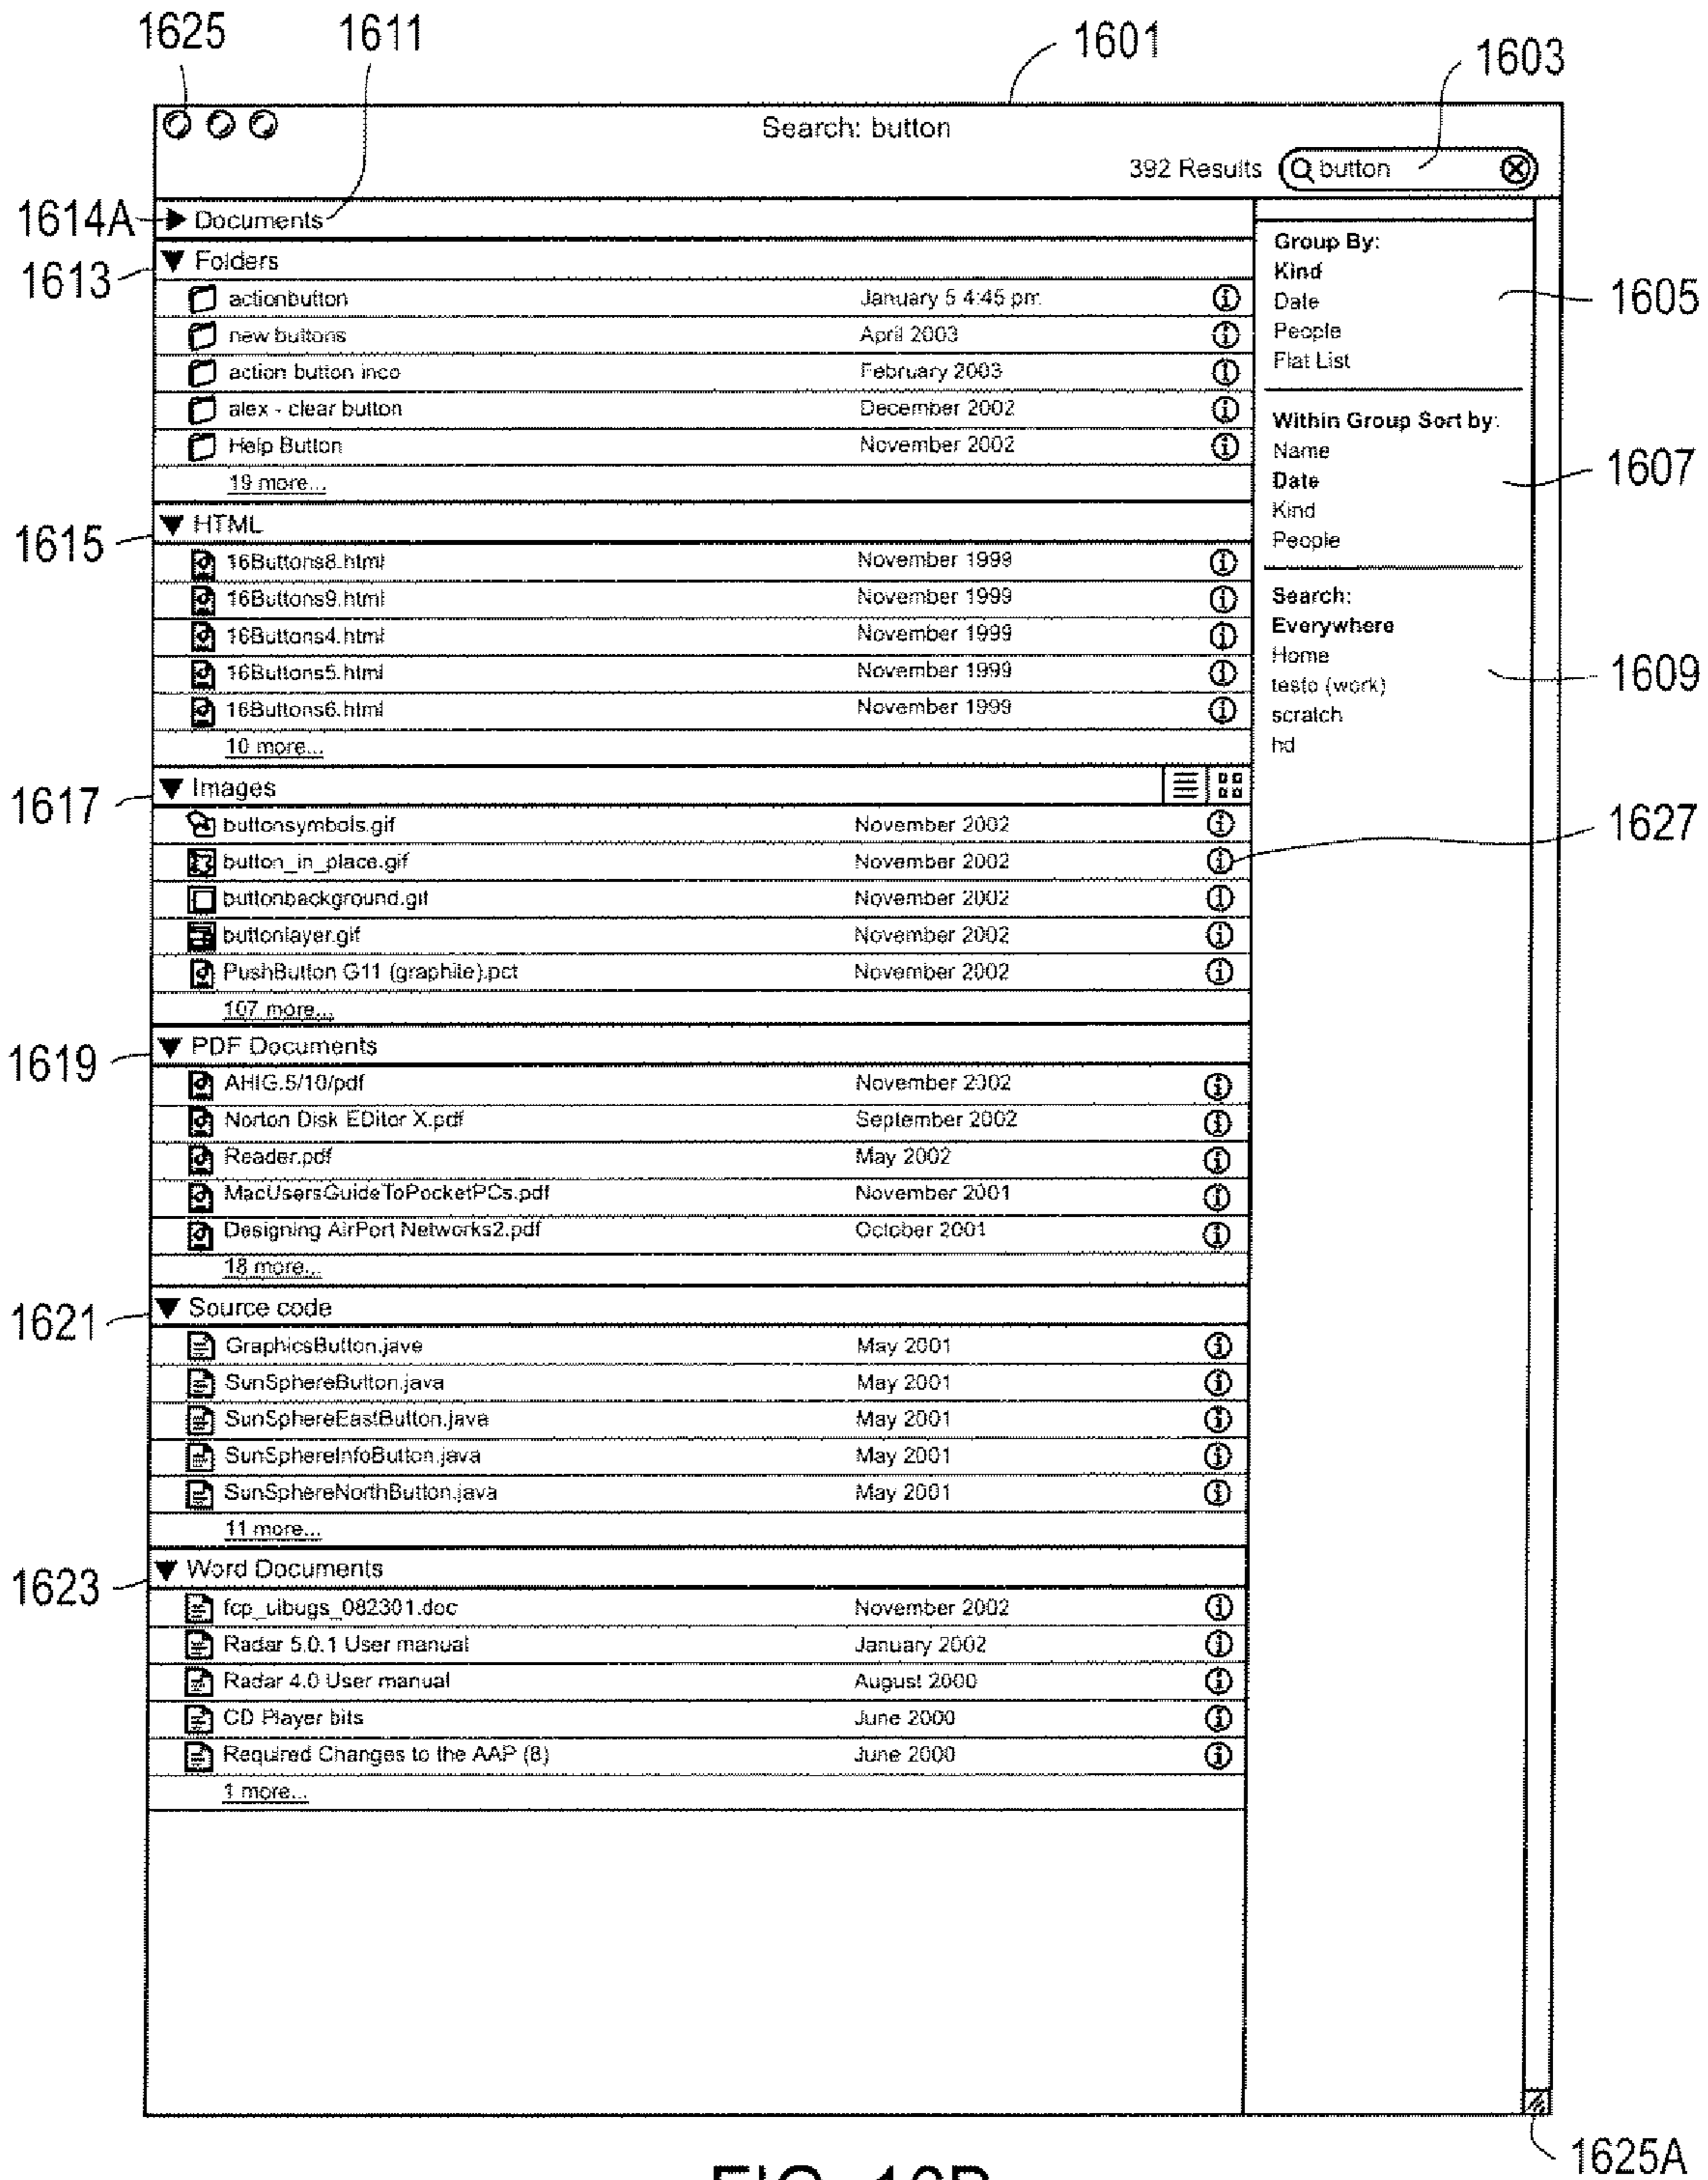 1625 1611 1601 1603
Search: button
392 Results button
1614A Documents
1613 Folders
actionbutton January 5 4:45 pm
new buttons April 2003
action button inco February 2003
alex - clear button December 2002
Help Button November 2002
19 more...
1615 HTML
16Buttons8.html November 1999
16Buttons9.html November 1999
16Buttons4.html November 1999
16Buttons5.html November 1999
16Buttons6.html November 1999
10 more...
1617 Images
buttonsymbols.gif November 2002
button_in_place.gif November 2002
buttonbackground.gif November 2002
buttonlayer.gif November 2002
PushButton G11 (graphite).pct November 2002
107 more...
1619 PDF Documents
AHIG.5/10/pdf November 2002
Norton Disk EDitor X.pdf September 2002
Reader.pdf May 2002
MacUsersGuideToPocketPCs.pdf November 2001
Designing AirPort Networks2.pdf October 2001
18 more...
1621 Source code
GraphicsButton.jave May 2001
SunSphereButton.java May 2001
SunSphereEastButton.java May 2001
SunSphereInfoButton.java May 2001
SunSphereNorthButton.java May 2001
11 more...
1623 Word Documents
fcp_uibugs_082301.doc November 2002
Radar 5.0.1 User manual January 2002
Radar 4.0 User manual August 2000
CD Player bits June 2000
Required Changes to the AAP (8) June 2000
1 more...
Group By:
Kind
Date 1605
People
Flat List
Within Group Sort by:
Name
Date 1607
Kind
People
Search:
Everywhere
Home
testo (work) 1609
scratch
hd
1627
1625A
FIG. 16B